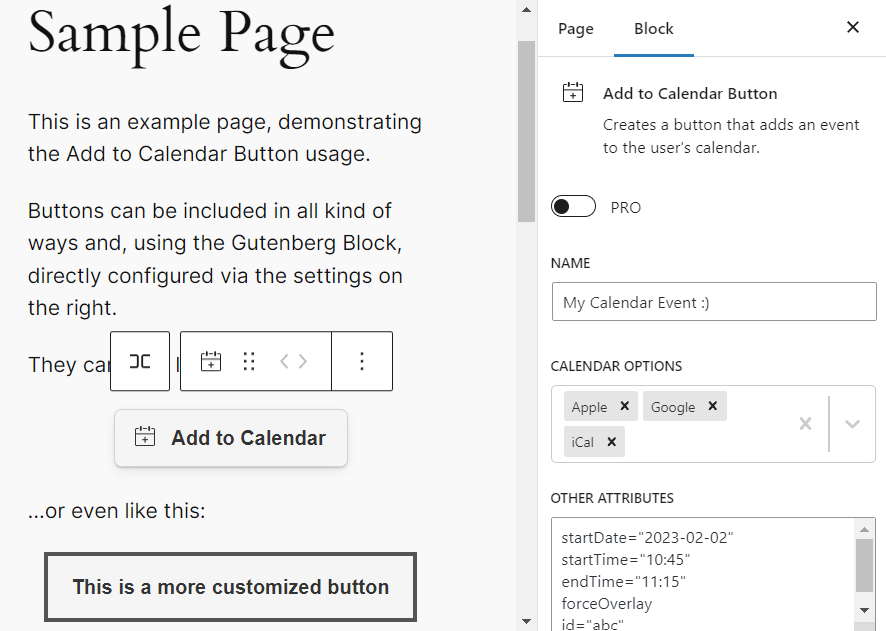 Sample Page
This is an example page, demonstrating
the Add to Calendar Button usage.
Buttons can be included in all kind of
ways and, using the Gutenberg Block,
directly configured via the settings on
the right.
They
Add to Calendar
...or even like this:
This is a more customized button
Page
Block
Add to Calendar Button
Creates a button that adds an event
to the user's calendar.
PRO
NAME
My Calendar Event :)
CALENDAR OPTIONS
Apple
Google
iCal
OTHER ATTRIBUTES
startDate="2023-02-02"
startTime="10:45"
endTime="11:15"
forceOverlay
id="abc"